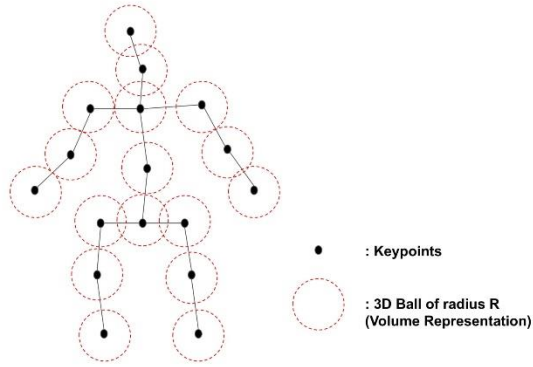 : Keypoints
: 3D Ball of radius R
(Volume Representation)